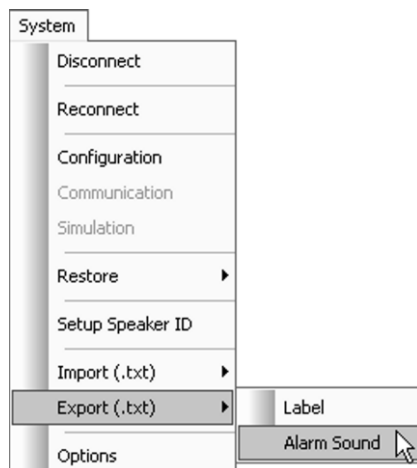 System
Disconnect
Reconnect
Configuration
Communication
Simulation
Restore
Setup Speaker ID
Import (.txt)
Export (.txt)
Label
Alarm Sound
Options